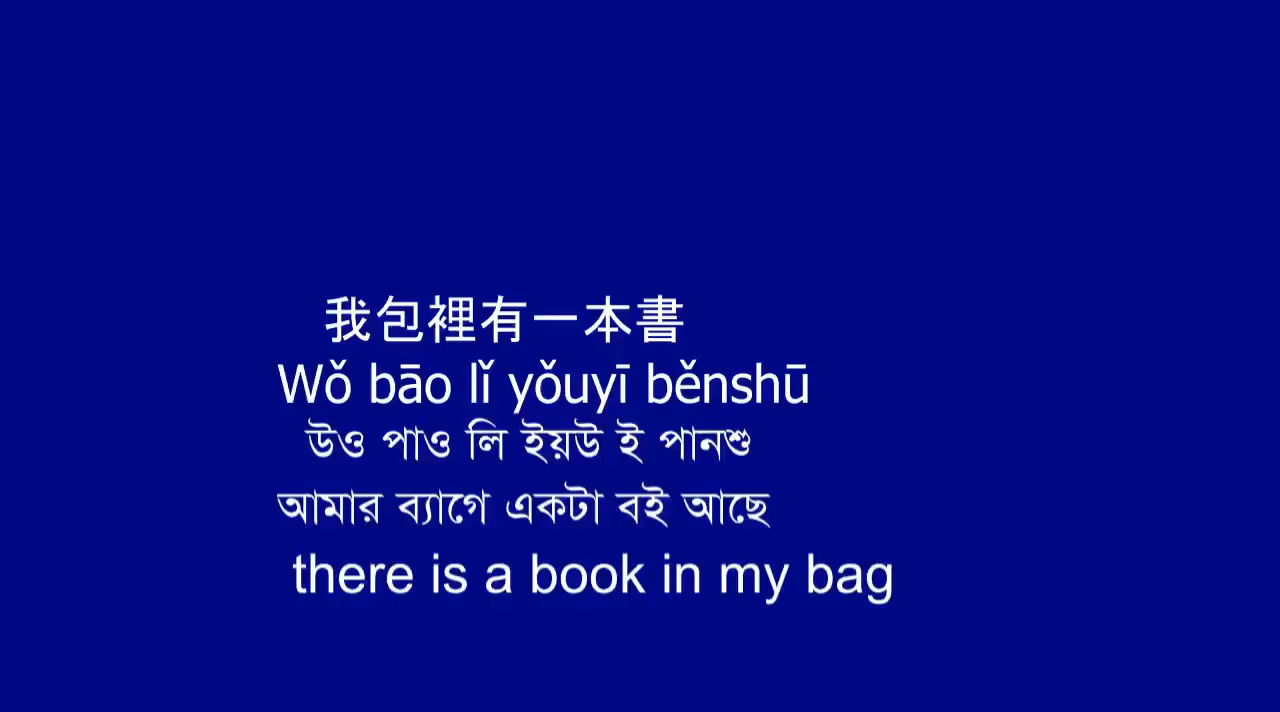 我包裡有一本書
Wǒ bāo lǐ yǒuyī běnshū
উও পাও লি ইয়উ ই পানশু
আমার ব্যাগে একটা বই আছে
there is a book in my bag